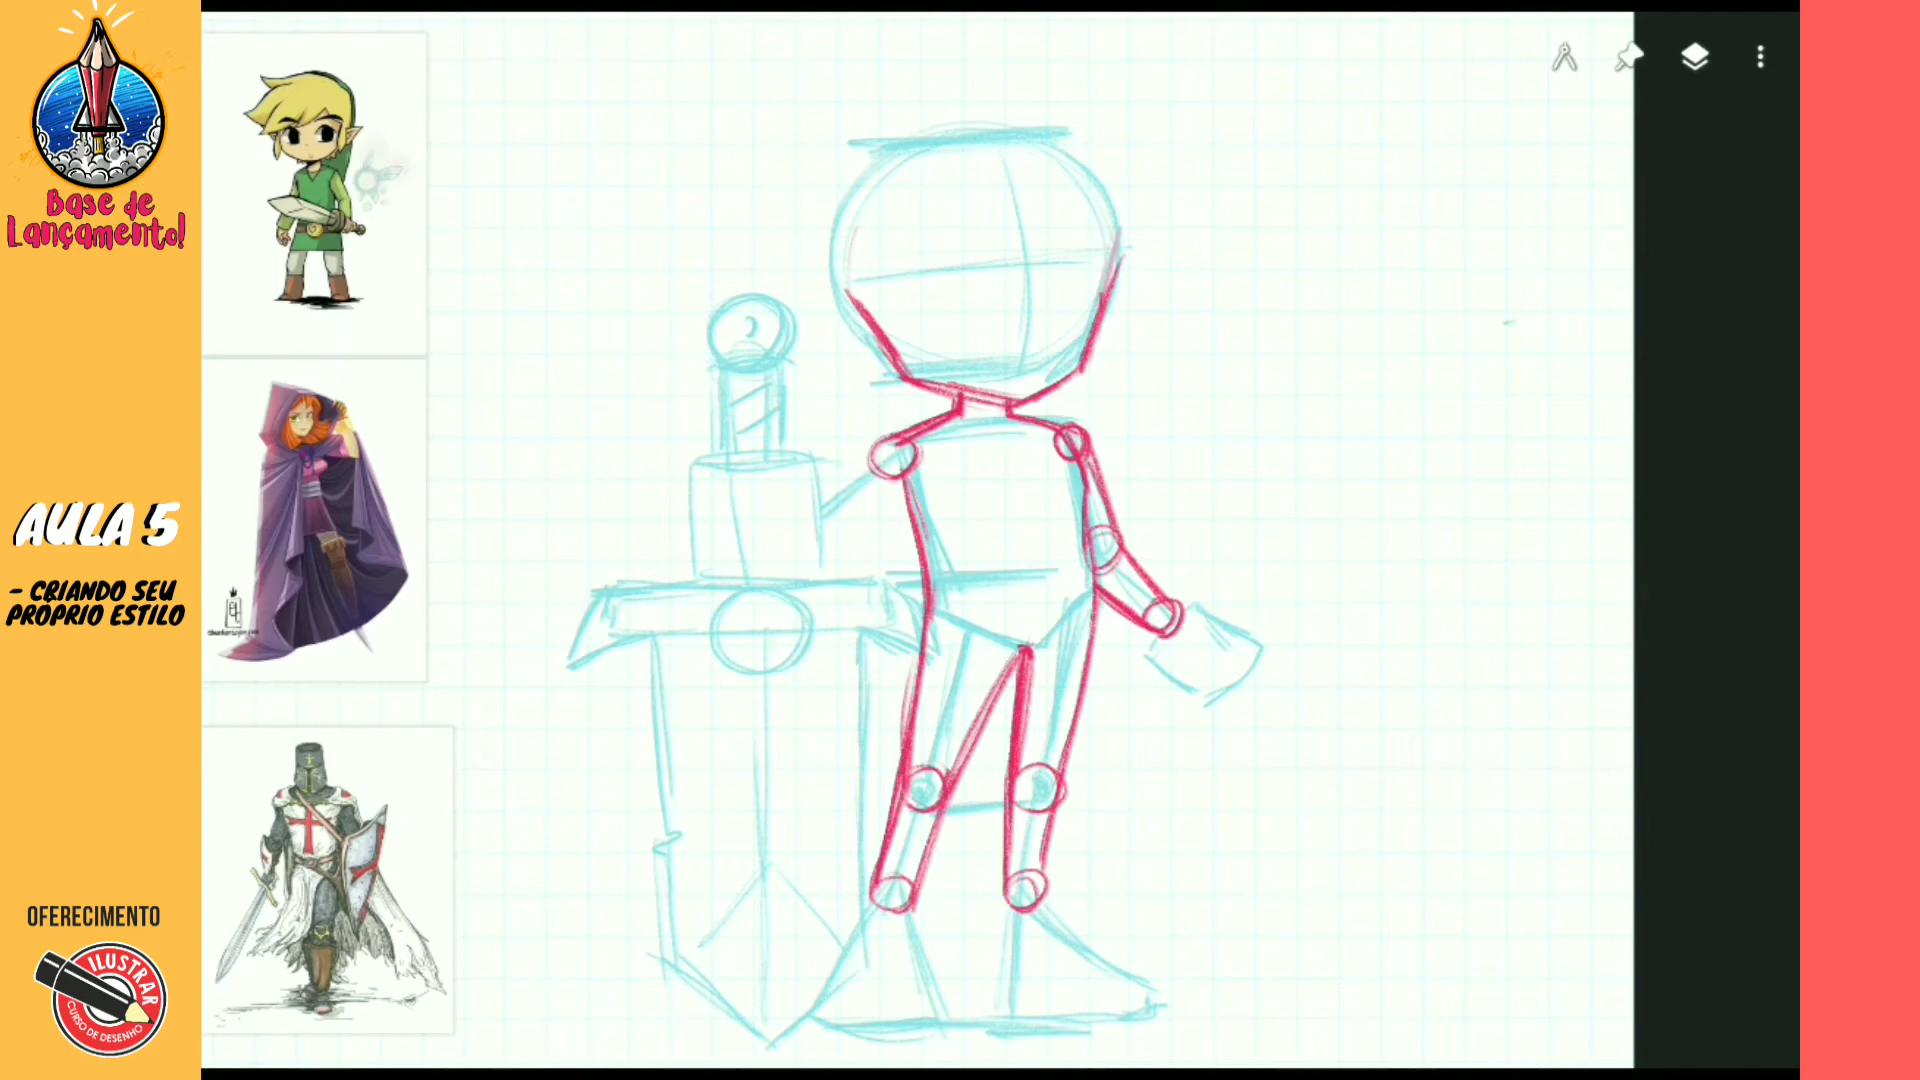 Base de
Lançamento!
AULA 5
- CRIANDO SEU
PRÓPRIO ESTILO
OFERECIMENTO
ILUSTRAR
CURSO DE DESENHO